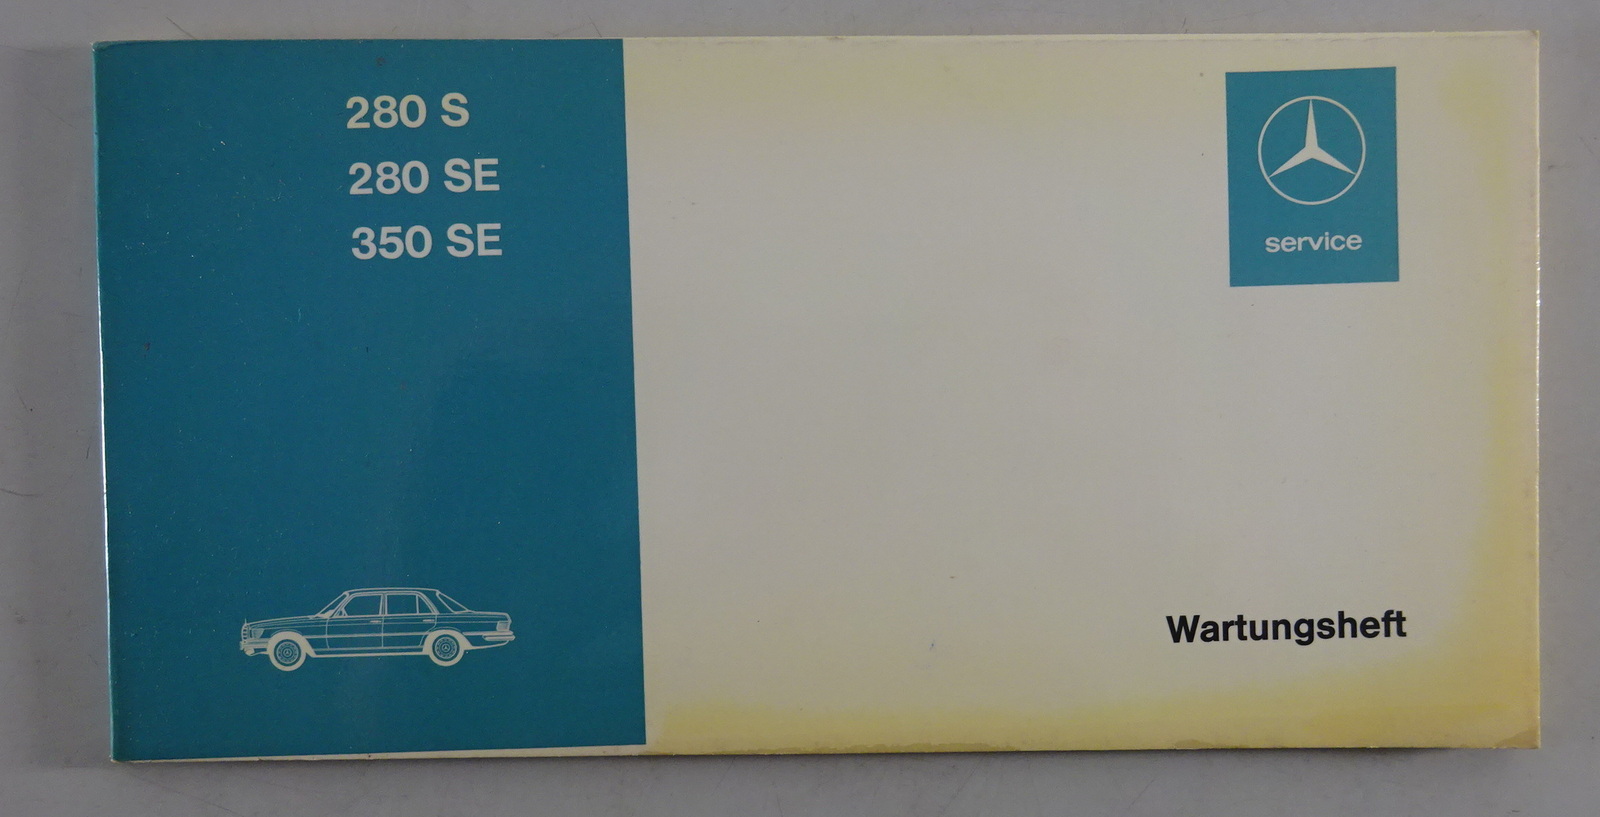 280 S
280 SE
350 SE
service
Wartungsheft